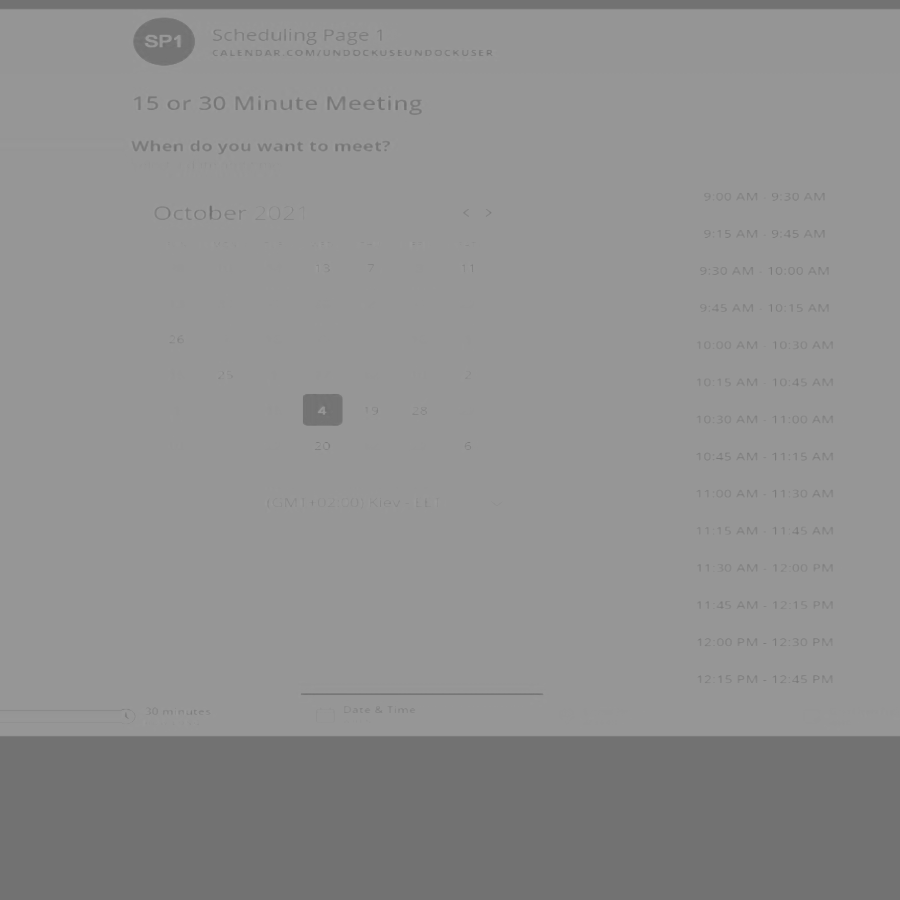 SP1
Scheduling Page 1
CALENDAR.COM/UNDOCKUSEUNDOCKUSER
15 or 30 Minute Meeting
When do you want to meet?
October 2021
< >
13 7 11
26
25 2
4 19 28
20 6
(GMT+02:00) Kiev - EET
9:00 AM - 9:30 AM
9:15 AM - 9:45 AM
9:30 AM - 10:00 AM
9:45 AM - 10:15 AM
10:00 AM - 10:30 AM
10:15 AM - 10:45 AM
10:30 AM - 11:00 AM
10:45 AM - 11:15 AM
11:00 AM - 11:30 AM
11:15 AM - 11:45 AM
11:30 AM - 12:00 PM
11:45 AM - 12:15 PM
12:00 PM - 12:30 PM
12:15 PM - 12:45 PM
30 minutes
Date & Time